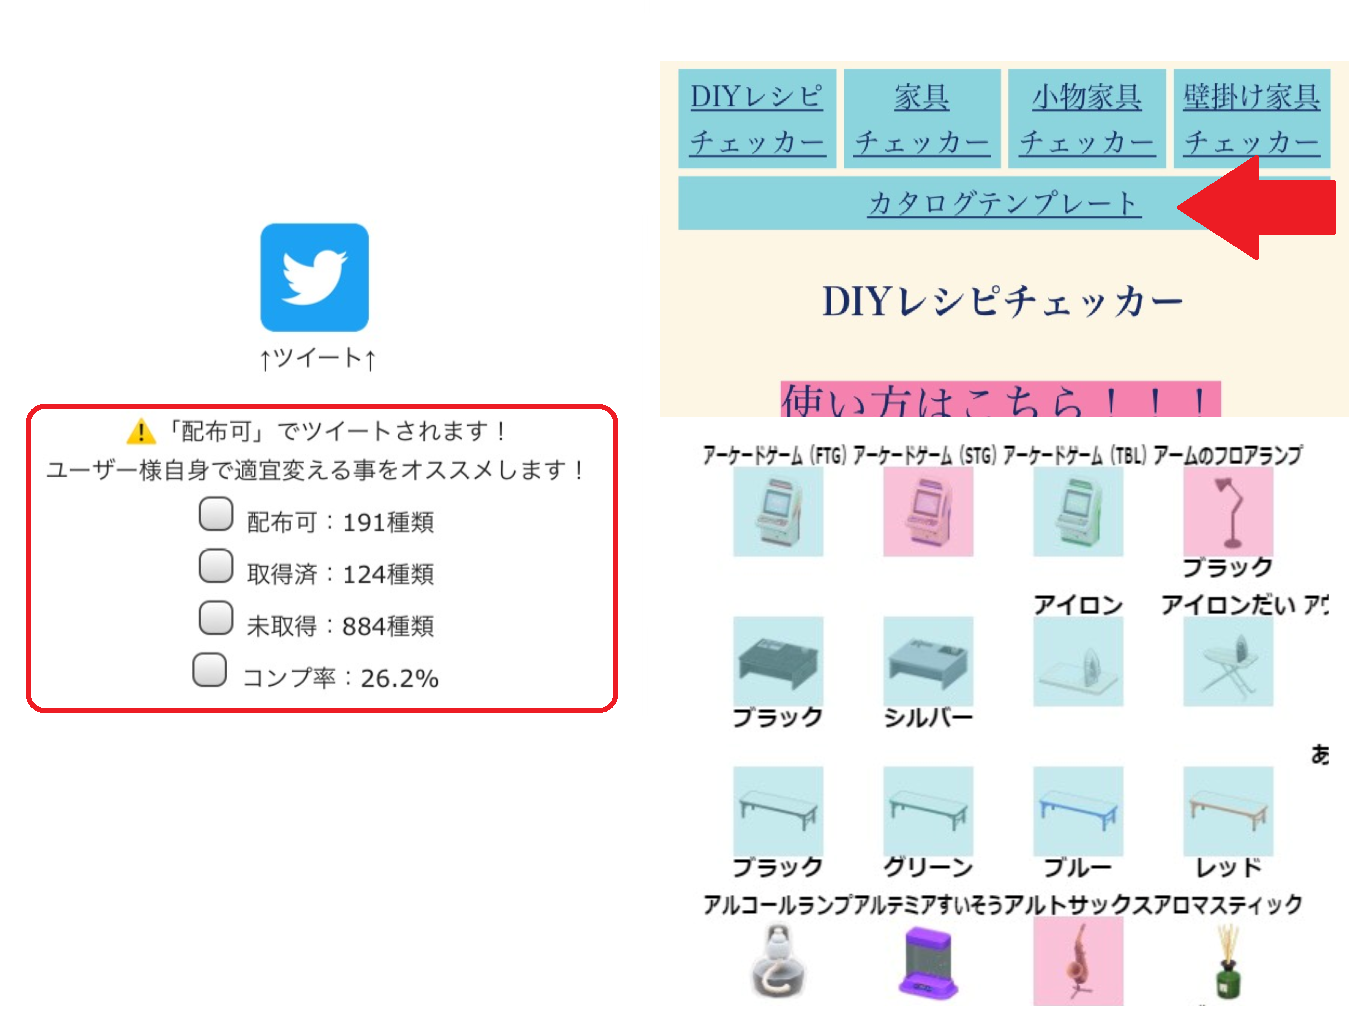 ↑ツイート↑
⚠「配布可」でツイートされます！
ユーザー様自身で適宜変える事をオススメします！
配布可：191種類
取得済：124種類
未取得：884種類
コンプ率：26.2%
DIYレシピ
チェッカー
家具
チェッカー
小物家具
チェッカー
壁掛け家具
チェッカー
カタログテンプレート
DIYレシピチェッカー
使い方はこちら！！！
アーケードゲーム(FTG) アーケードゲーム(STG) アーケードゲーム(TBL) アームのフロアランプ
ブラック
アイロン アイロンだい
ブラック シルバー
あ
ブラック グリーン ブルー レッド
アルコールランプ アルテミアすいそう アルトサックス アロマスティック